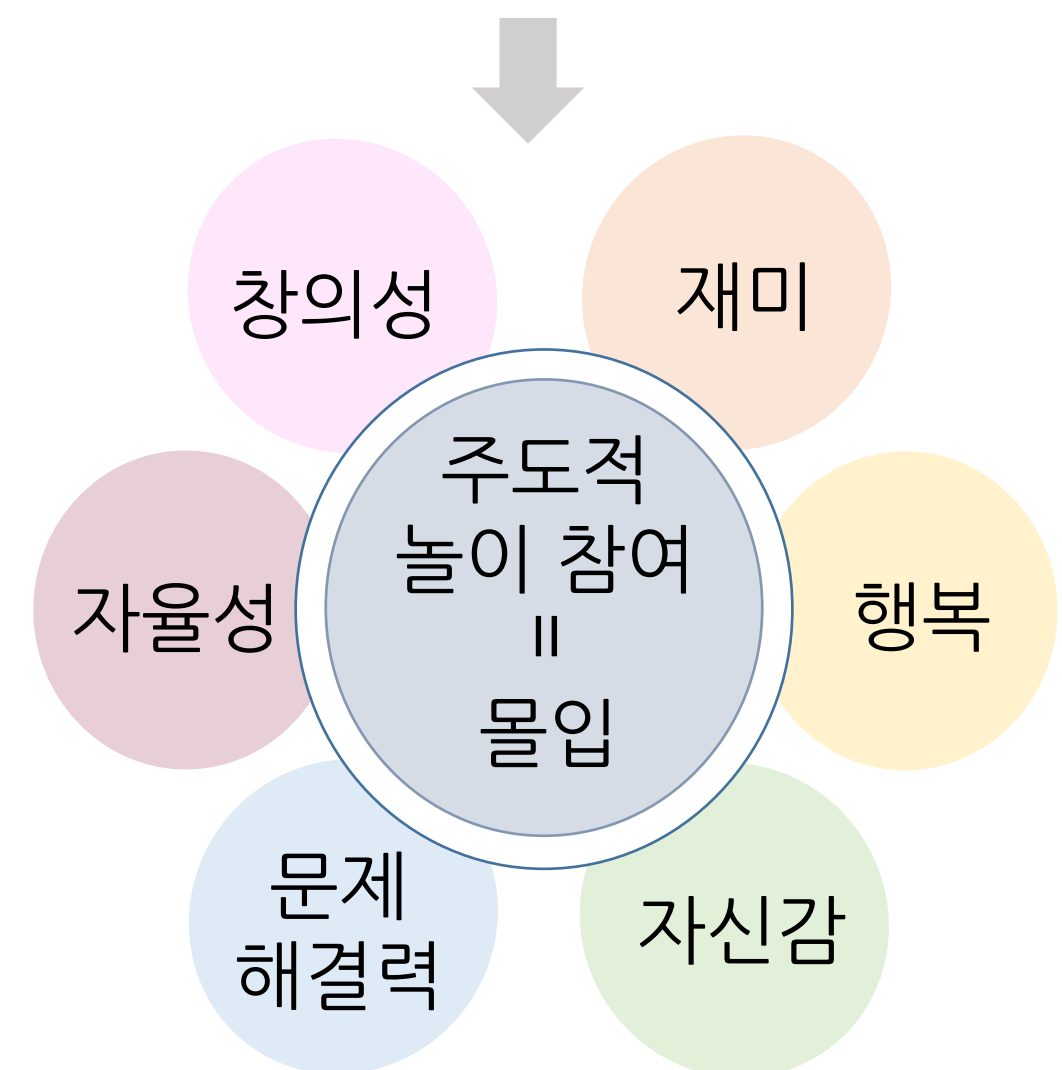 창의성
재미
주도적
놀이 참여
=
몰입
자율성
행복
문제
해결력
자신감